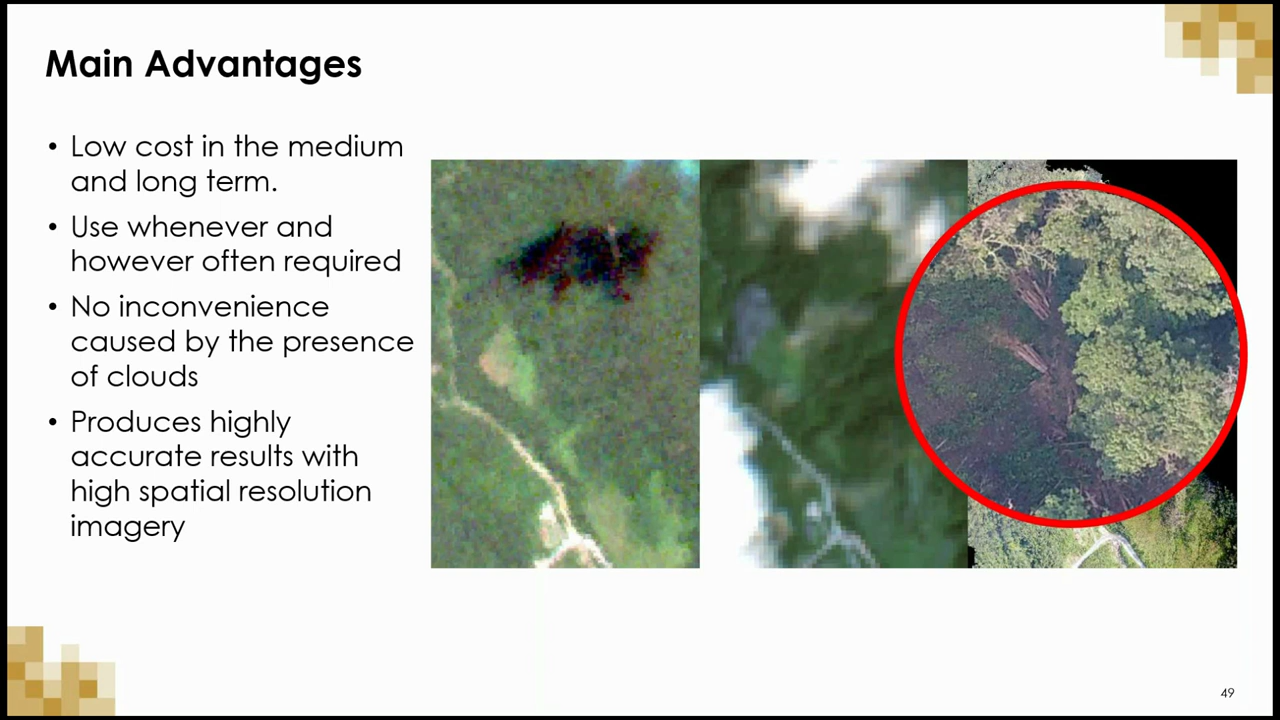 Main Advantages
• Low cost in the medium
and long term.
• Use whenever and
however often required
• No inconvenience
caused by the presence
of clouds
• Produces highly
accurate results with
high spatial resolution
imagery
49